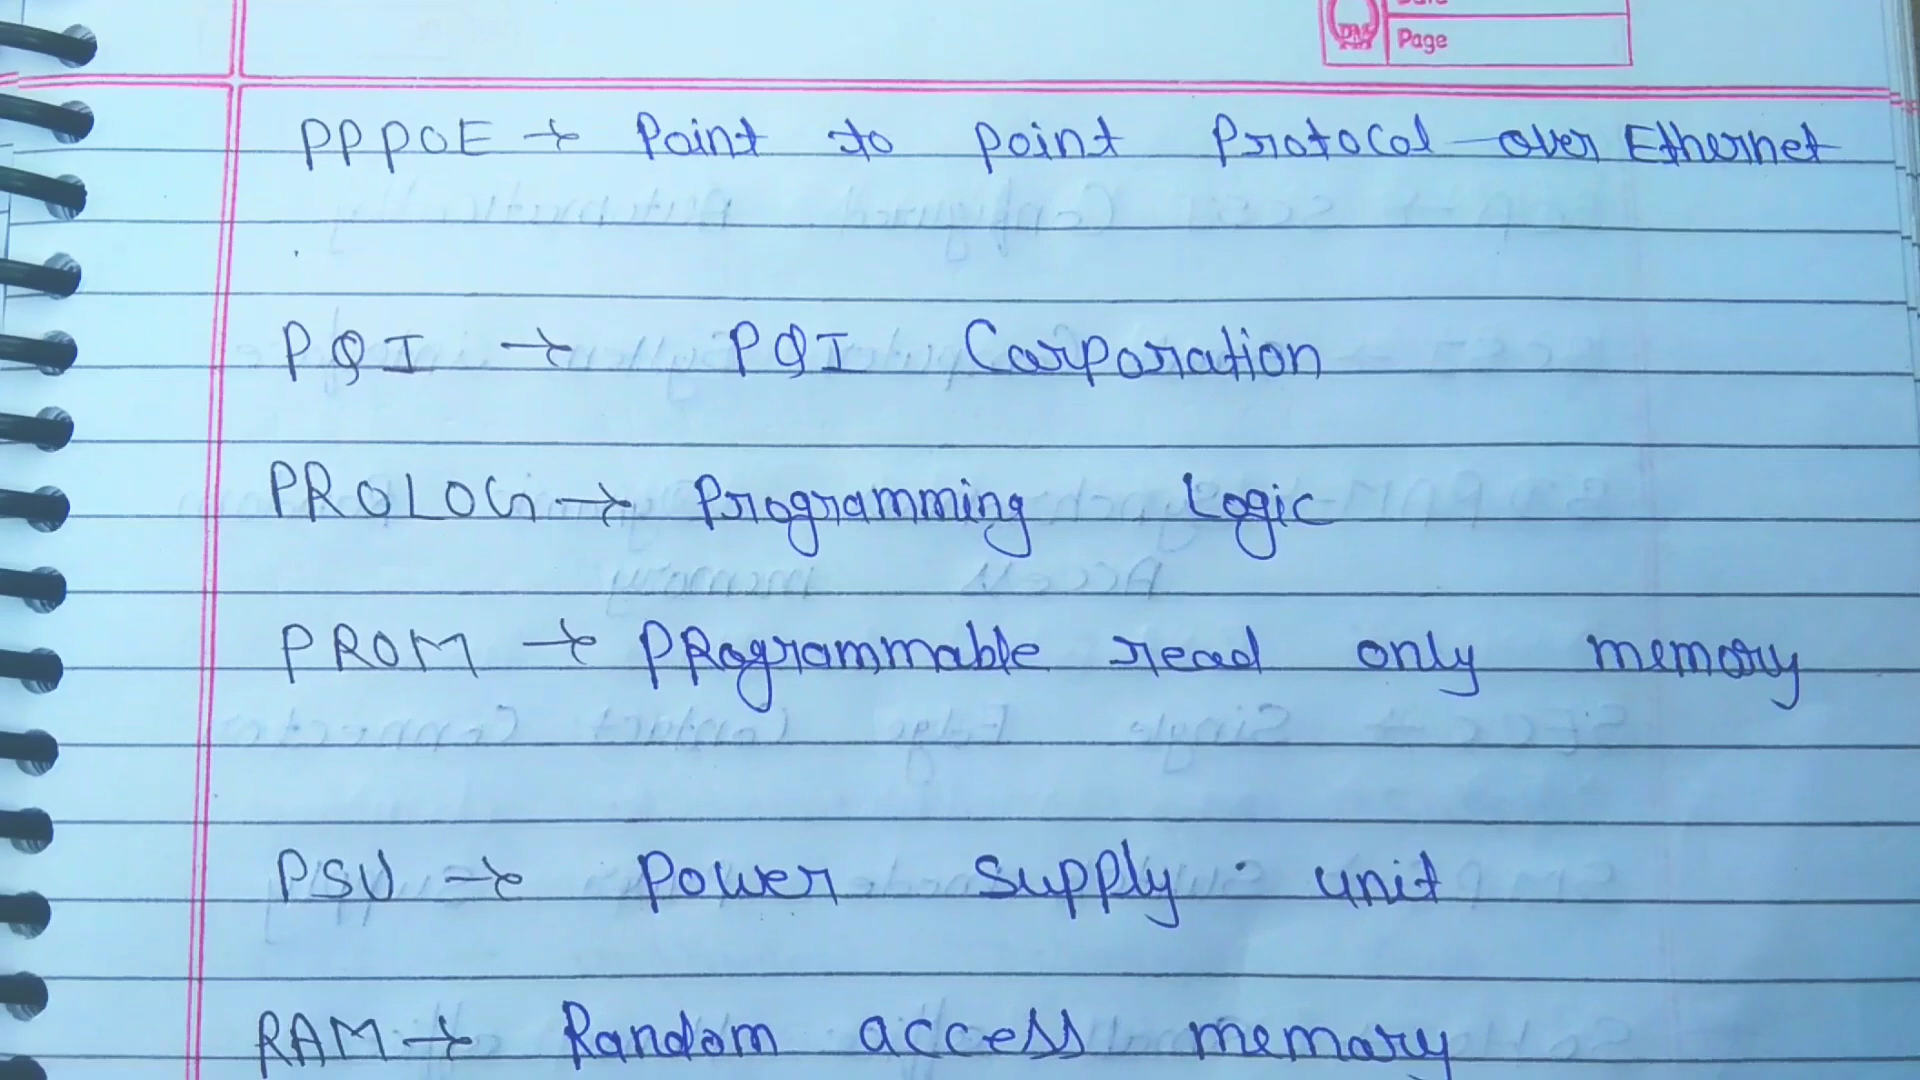 Page
PPPOE → Point to point Protocol over Ethernet
PQI → PQI Corporation
PROLOG → Programming Logic
PROM → PRogrammable read only memory
PSU → Power supply unit
RAM → Random access memory